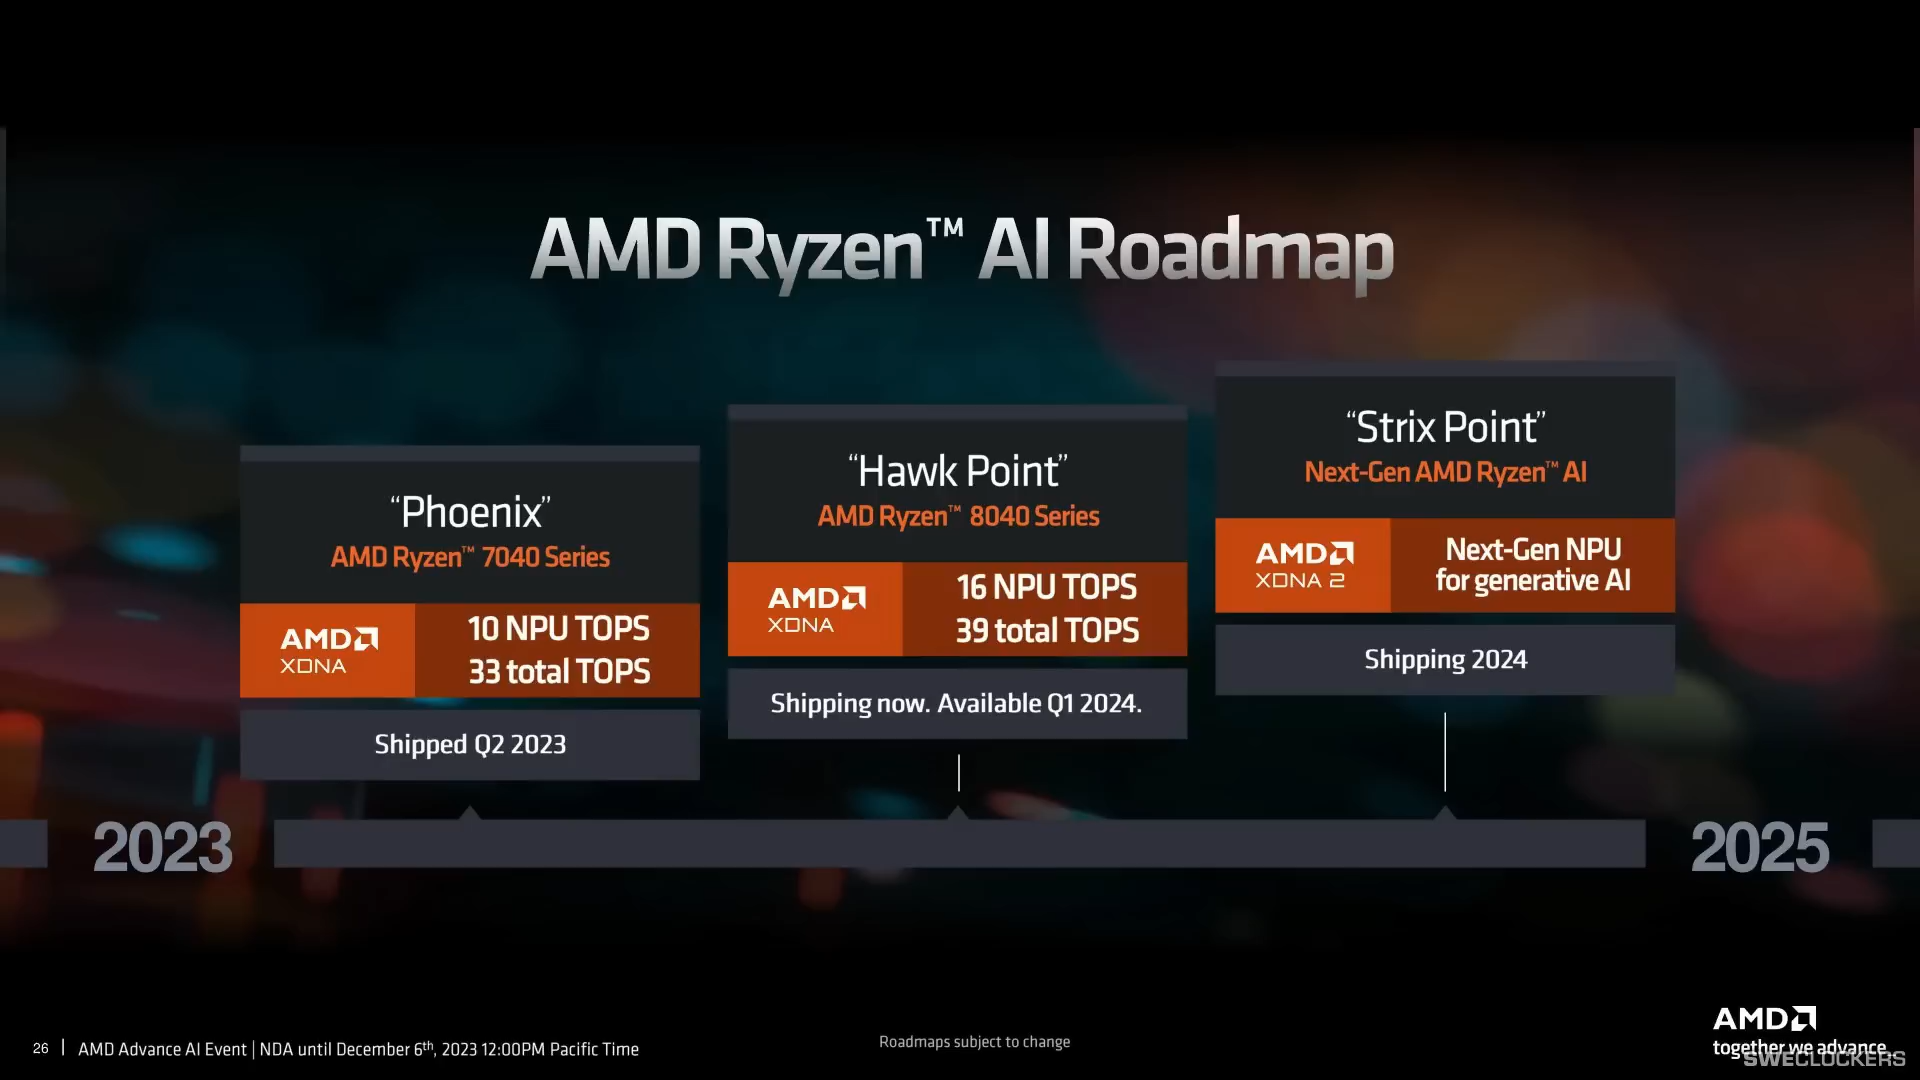 AMD Ryzen™ AI Roadmap
“Phoenix”
AMD Ryzen™ 7040 Series
AMD
XDNA
10 NPU TOPS
33 total TOPS
Shipped Q2 2023
“Hawk Point”
AMD Ryzen™ 8040 Series
AMD
XDNA
16 NPU TOPS
39 total TOPS
Shipping now. Available Q1 2024.
“Strix Point”
Next-Gen AMD Ryzen™ AI
AMD
XDNA 2
Next-Gen NPU
for generative AI
Shipping 2024
2023
2025
26 | AMD Advance AI Event | NDA until December 6th, 2023 12:00PM Pacific Time
Roadmaps subject to change
AMD
together we advance_
SWECLOCKERS